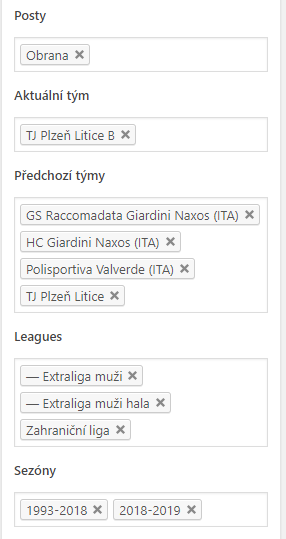 Posty
Obrana ×
Aktuální tým
TJ Plzeň Litice B ×
Předchozí týmy
GS Raccomadata Giardini Naxos (ITA) ×
HC Giardini Naxos (ITA) ×
Polisportiva Valverde (ITA) ×
TJ Plzeň Litice ×
Leagues
— Extraliga muži ×
— Extraliga muži hala ×
Zahraniční liga ×
Sezóny
1993-2018 × 2018-2019 ×